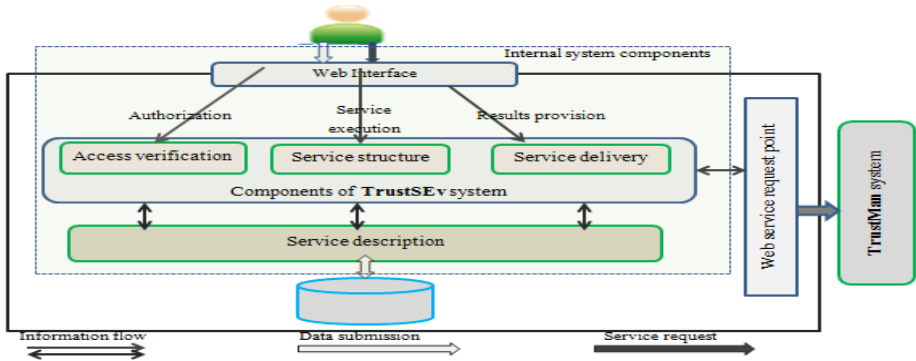 Internal system components
Web Interface
Authorization
Service
execution
Results provision
Access verification
Service structure
Service delivery
Components of TrustSEv system
Service description
Web service request point
TrustMan system
Information flow
Data submission
Service request